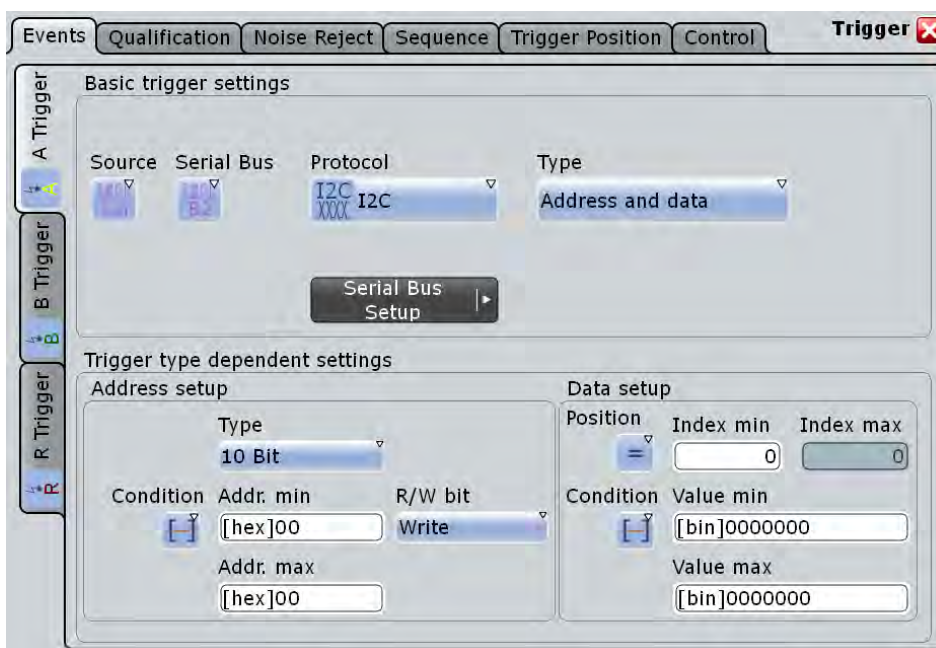 Events Qualification Noise Reject Sequence Trigger Position Control Trigger
A Trigger
A
B Trigger
B
R Trigger
R
Basic trigger settings
Source Serial Bus Protocol Type
B2 I2C XXXX I2C Address and data
Serial Bus
Setup
Trigger type dependent settings
Address setup Data setup
Type Position Index min Index max
10 Bit = 0 0
Condition Addr. min R/W bit Condition Value min
[hex]00 Write [bin]0000000
Addr. max Value max
[hex]00 [bin]0000000